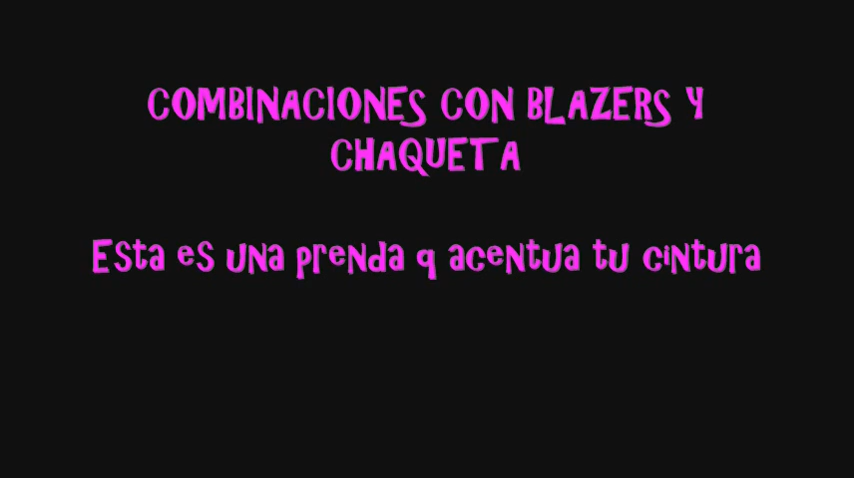 COMBINACIONES CON BLAZERS Y
CHAQUETA
Esta es una prenda q acentua tu cintura